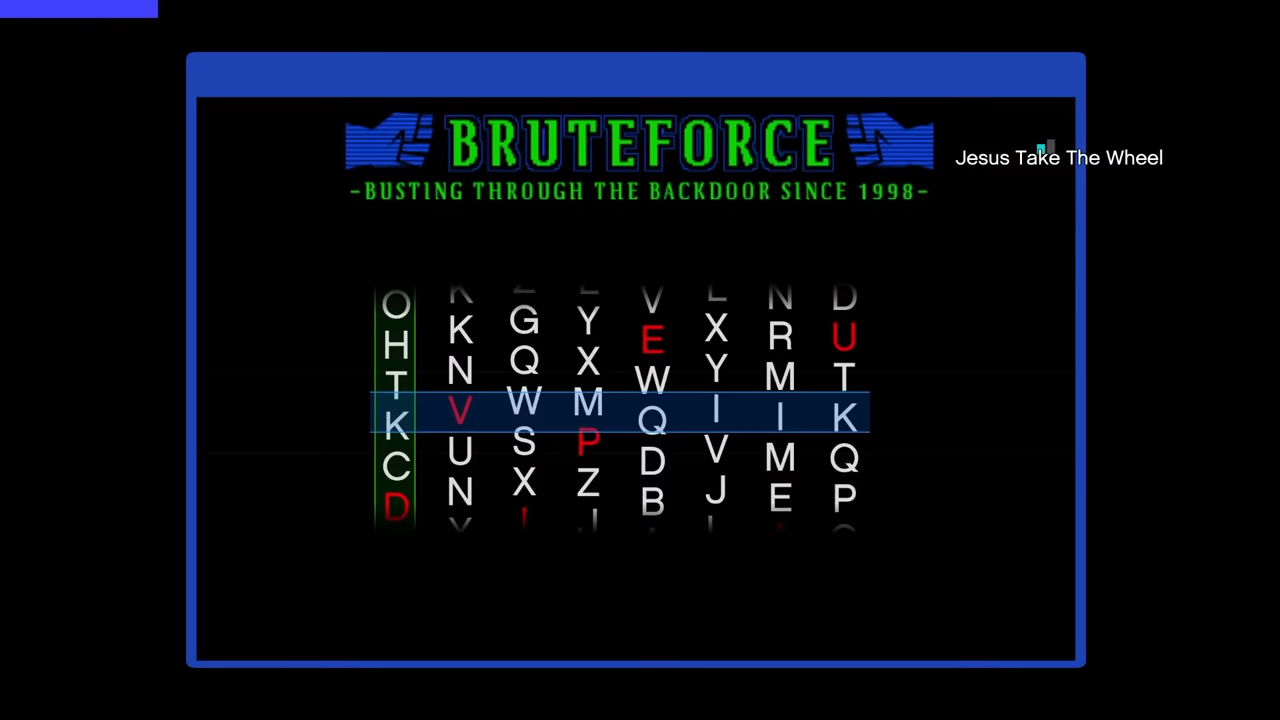 BRUTEFORCE
Jesus Take The Wheel
-BUSTING THROUGH THE BACKDOOR SINCE 1998-
O K Z L V L N D
H K G Y E X R U
T N Q X W Y M T
K V W M Q I I K
C U S P D V M Q
D N X Z B J E P